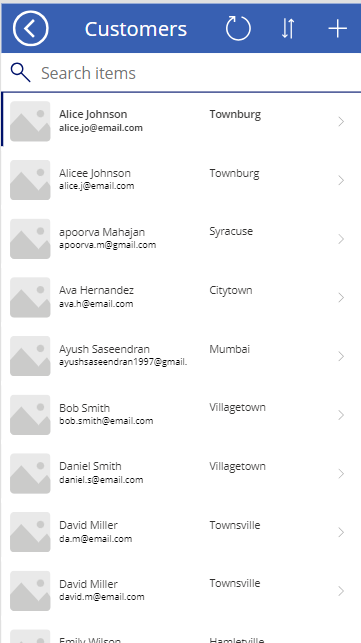 Customers
Search items
Alice Johnson Townburg
alice.jo@email.com
Alicee Johnson Townburg
alice.j@email.com
apoorva Mahajan Syracuse
apoorva.m@gmail.com
Ava Hernandez Citytown
ava.h@email.com
Ayush Saseendran Mumbai
ayushsaseendran1997@gmail.
Bob Smith Villagetown
bob.smith@email.com
Daniel Smith Villagetown
daniel.s@email.com
David Miller Townsville
da.m@email.com
David Miller Townsville
david.m@email.com
Emily Wilson Hamletville